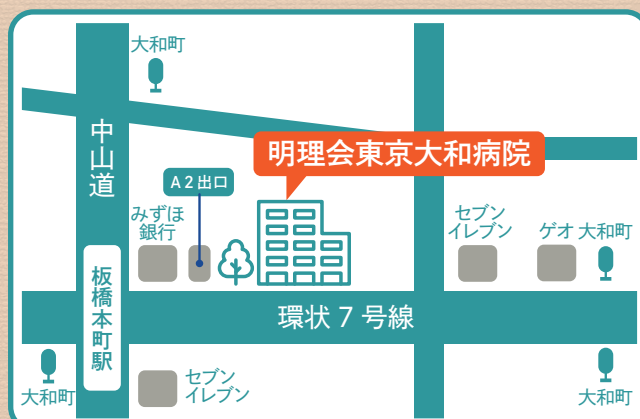 大和町
中山道
明理会東京大和病院
A2出口
みずほ
銀行
セブン
イレブン
ゲオ
大和町
板橋本町駅
環状7号線
大和町
セブン
イレブン
大和町